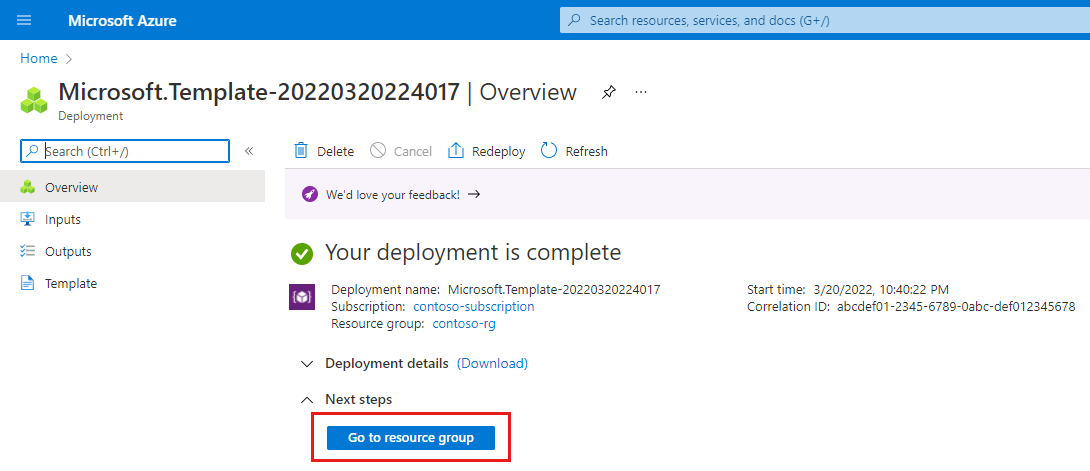 Microsoft Azure
Search resources, services, and docs (G+/)
Home
Microsoft.Template-20220320224017 | Overview
Deployment
Search (Ctrl+/)
Delete
Cancel
Redeploy
Refresh
Overview
Inputs
Outputs
Template
We'd love your feedback!
Your deployment is complete
Deployment name: Microsoft.Template-20220320224017
Subscription: contoso-subscription
Resource group: contoso-rg
Start time: 3/20/2022, 10:40:22 PM
Correlation ID: abcdef01-2345-6789-0abc-def012345678
Deployment details (Download)
Next steps
Go to resource group